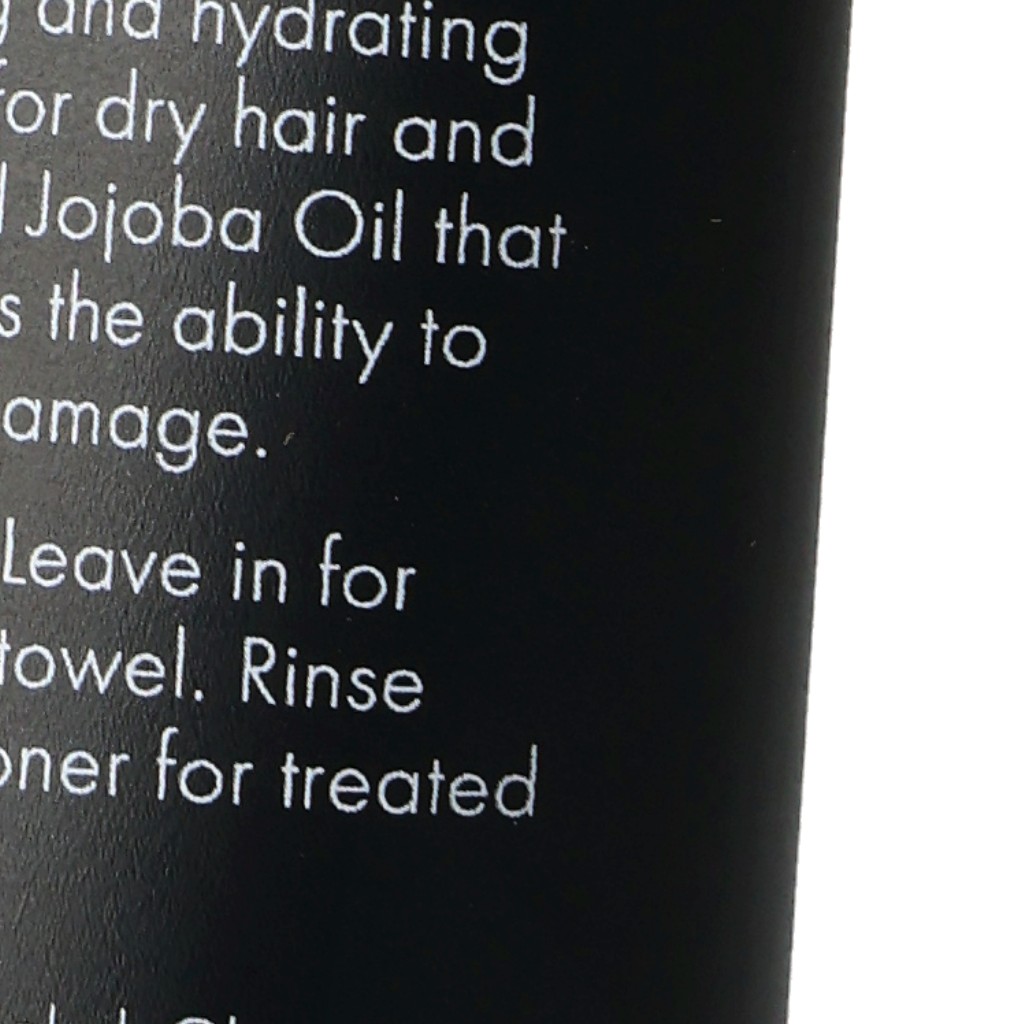 and hydrating
for dry hair and
Jojoba Oil that
s the ability to
amage.
Leave in for
towel. Rinse
oner for treated